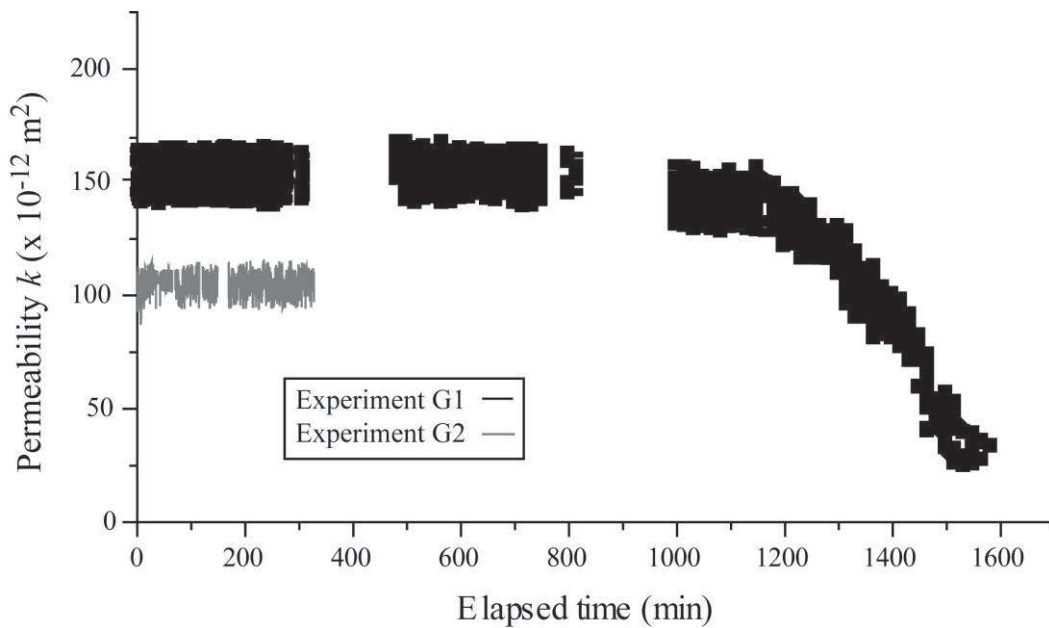 Permeability k (x 10⁻¹² m²)
200
150
100
50
0
Experiment G1
Experiment G2
0 200 400 600 800 1000 1200 1400 1600
Elapsed time (min)